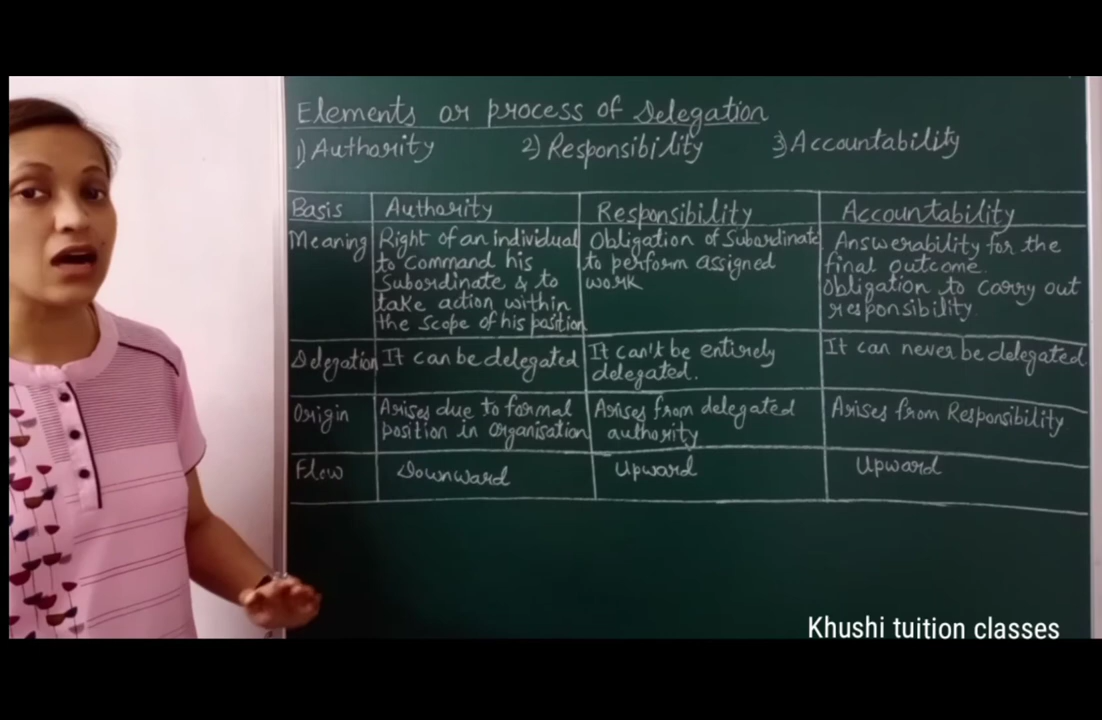 Elements or process of Delegation
1) Authority 2) Responsibility 3) Accountability
Basis Authority Responsibility Accountability
Meaning
Right of an individual
to command his
Subordinate & to
take action within
the scope of his position
Obligation of Subordinate
to perform assigned
work
Answerability for the
final outcome.
Obligation to carry out
responsibility.
Delegation
It can be delegated
It can't be entirely
delegated.
It can never be delegated
Origin
Arises due to formal
position in organisation
Arises from delegated
authority
Arises from Responsibility
Flow Downward Upward Upward
Khushi tuition classes